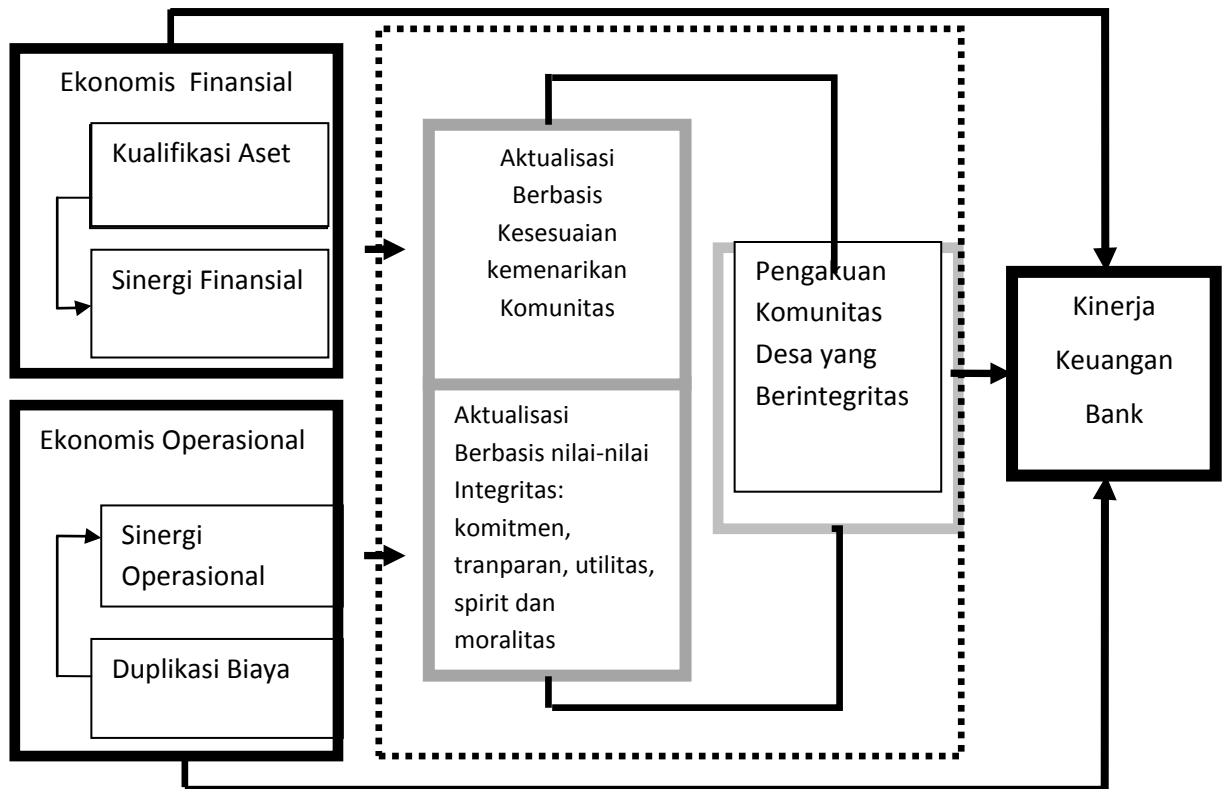 Ekonomis Finansial
Kualifikasi Aset
Sinergi Finansial
Ekonomis Operasional
Sinergi
Operasional
Duplikasi Biaya
Aktualisasi
Berbasis
Kesesuaian
kemenarikan
Komunitas
Aktualisasi
Berbasis nilai-nilai
Integritas:
komitmen,
tranparan, utilitas,
spirit dan
moralitas
Pengakuan
Komunitas
Desa yang
Berintegritas
Kinerja
Keuangan
Bank